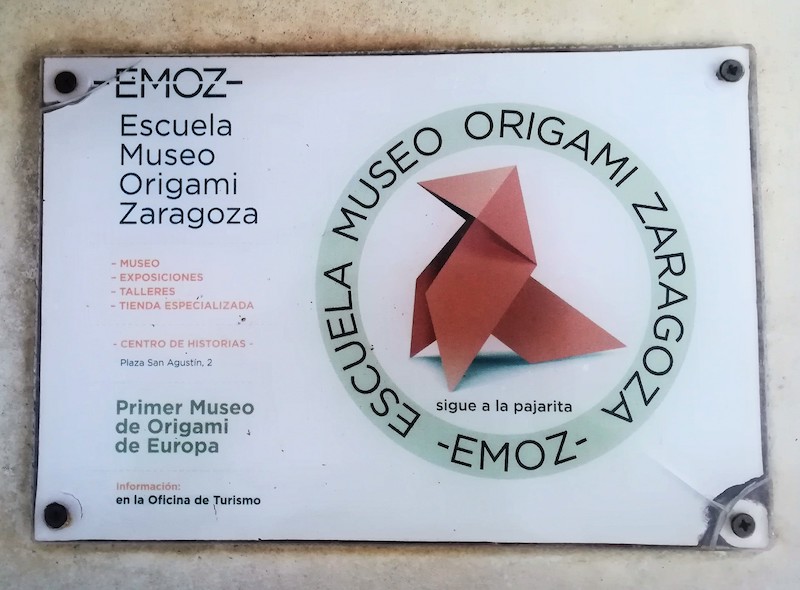 -EMOZ-
Escuela
Museo
Origami
Zaragoza
- MUSEO
- EXPOSICIONES
- TALLERES
- TIENDA ESPECIALIZADA
- CENTRO DE HISTORIAS -
Plaza San Agustín, 2
Primer Museo
de Origami
de Europa
información:
en la Oficina de Turismo
ESCUELA MUSEO ORIGAMI ZARAGOZA
sigue a la pajarita
-EMOZ-